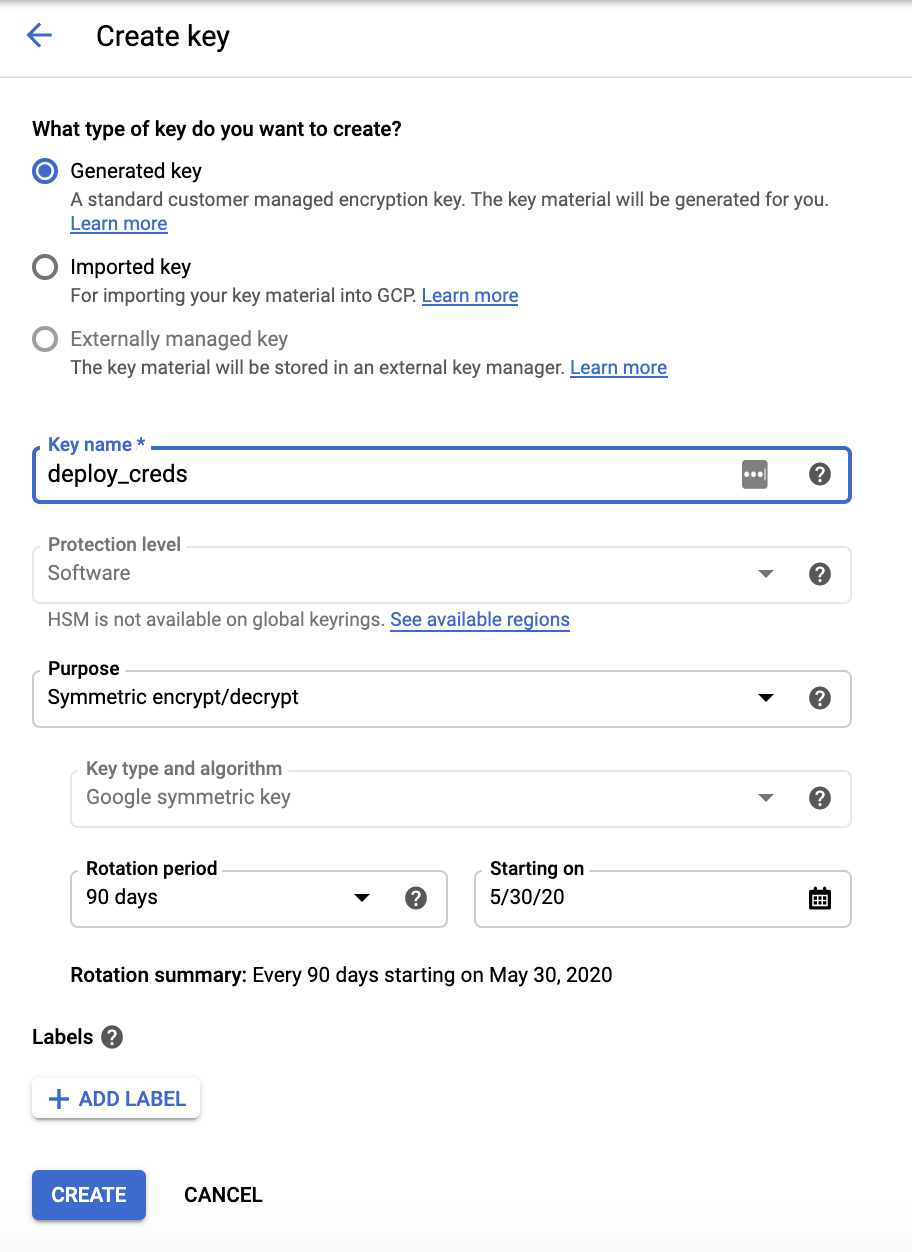 Create key
What type of key do you want to create?
Generated key
A standard customer managed encryption key. The key material will be generated for you.
Learn more
Imported key
For importing your key material into GCP. Learn more
Externally managed key
The key material will be stored in an external key manager. Learn more
Key name *
deploy_creds
Protection level
Software
HSM is not available on global keyrings. See available regions
Purpose
Symmetric encrypt/decrypt
Key type and algorithm
Google symmetric key
Rotation period
90 days
Starting on
5/30/20
Rotation summary: Every 90 days starting on May 30, 2020
Labels
ADD LABEL
CREATE CANCEL